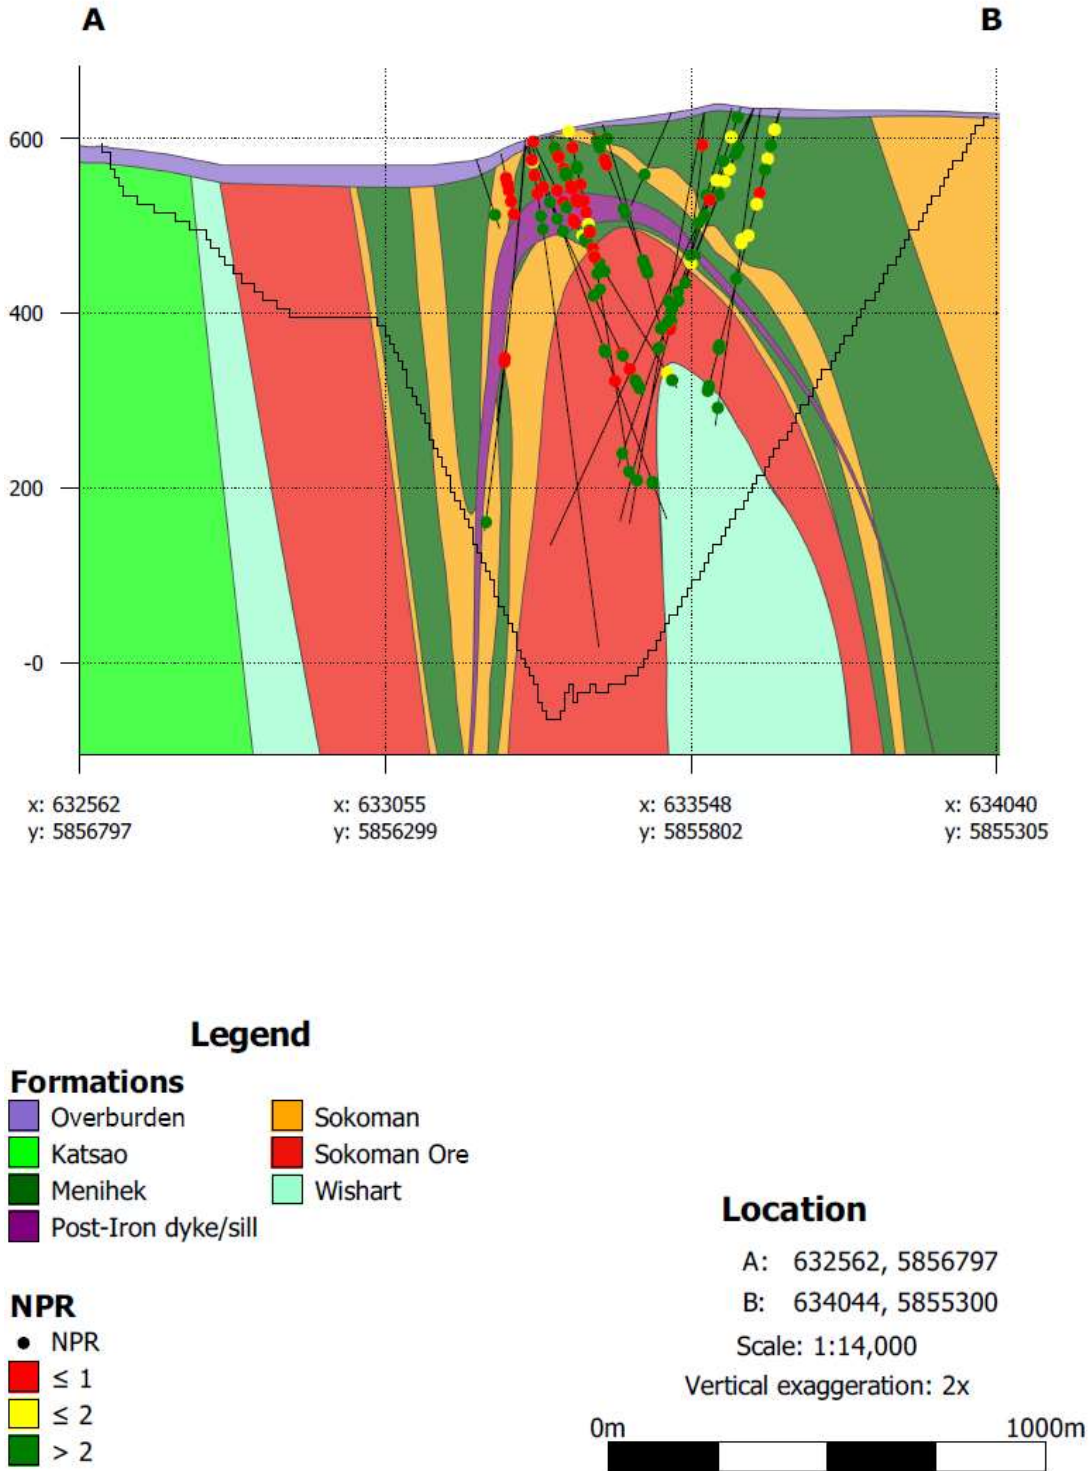 A B
600
400
200
-0
x: 632562 x: 633055 x: 633548 x: 634040
y: 5856797 y: 5856299 y: 5855802 y: 5855305
Legend
Formations
Overburden Sokoman
Katsao Sokoman Ore
Menihek Wishart
Post-Iron dyke/sill
NPR
NPR
≤ 1
≤ 2
> 2
Location
A: 632562, 5856797
B: 634044, 5855300
Scale: 1:14,000
Vertical exaggeration: 2x
0m 1000m